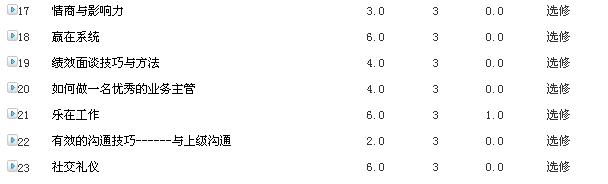 17 情商与影响力 3.0 3 0.0 选修
18 赢在系统 6.0 3 0.0 选修
19 绩效面谈技巧与方法 4.0 3 0.0 选修
20 如何做一名优秀的业务主管 4.0 3 0.0 选修
21 乐在工作 6.0 3 1.0 选修
22 有效的沟通技巧------与上级沟通 2.0 3 0.0 选修
23 社交礼仪 6.0 3 0.0 选修